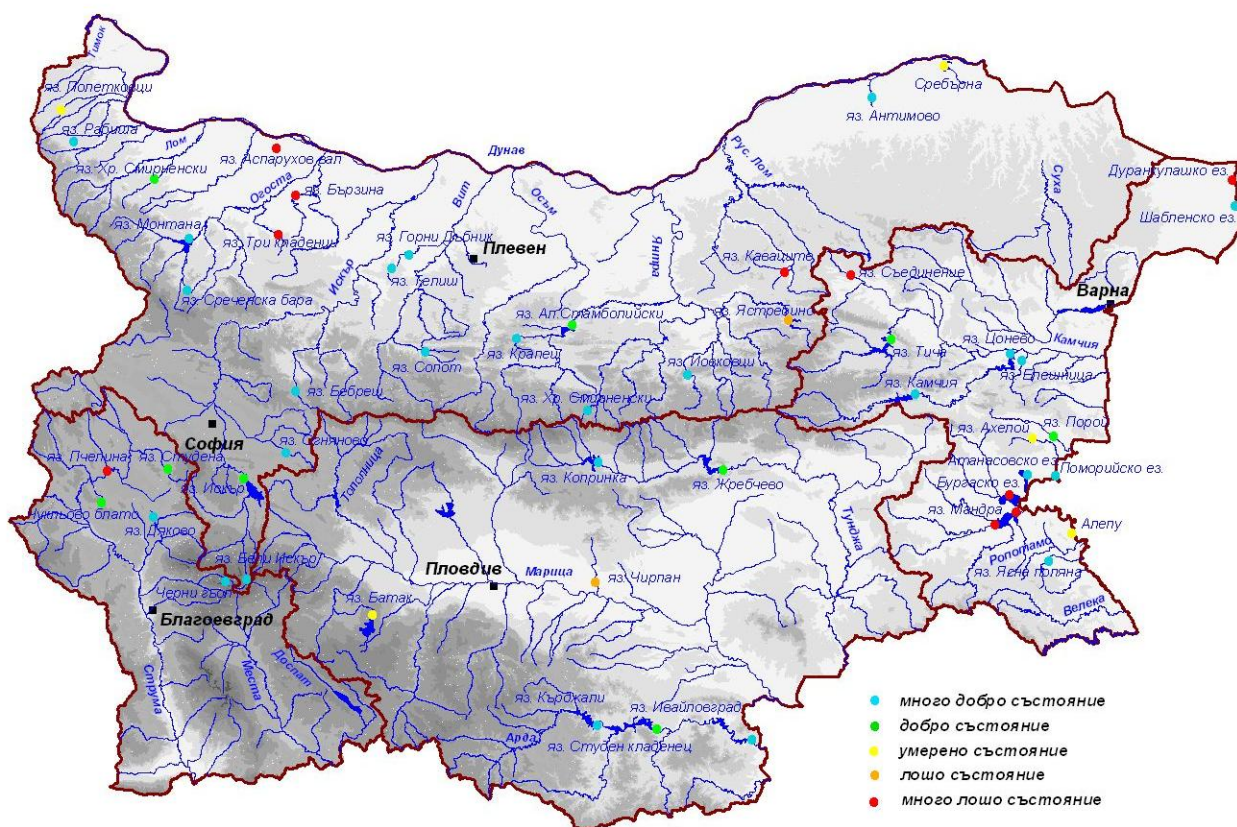 Тимок
яз. Полетковци
яз. Рабиша
Лом
яз. Хр. Смирненски
яз. Аспарухов вал
Огоста
яз. Бързина
яз. Монтана
яз. Три кладенци
яз. Среченска бара
Дунав
Искър
Вит
Осъм
яз. Горни Дъбник
яз. Телиш
Плевен
Янтра
Рус. Лом
Сребърна
яз. Антимово
Суха
Дуранкулашко ез.
Шабленско ез.
яз. Каваците
яз. Съединение
Варна
яз. Ястребино
яз. Ал. Стамболийски
яз. Крапец
яз. Сопот
яз. Йовковци
яз. Хр. Смирненски
яз. Бебреш
яз. Тича
яз. Цонево
Камчия
яз. Елешница
яз. Камчия
София
яз. Огняново
яз. Пчелина
яз. Студена
яз. Искър
Чукльово блато
яз. Дяково
яз. Бели Искър
Черни
Благоевград
Струма
Места
Доспат
Тополница
яз. Копринка
яз. Жребчево
Тунджа
Пловдив
Марица
яз. Чирпан
яз. Батак
яз. Ахелой
яз. Порой
Атанасовско ез.
Поморийско ез.
Бургаско ез.
яз. Мандра
Алепу
Ропотамо
яз. Ясна поляна
Велека
яз. Кърджали
яз. Ивайловград
Арда
яз. Студен кладенец
много добро състояние
добро състояние
умерено състояние
лошо състояние
много лошо състояние